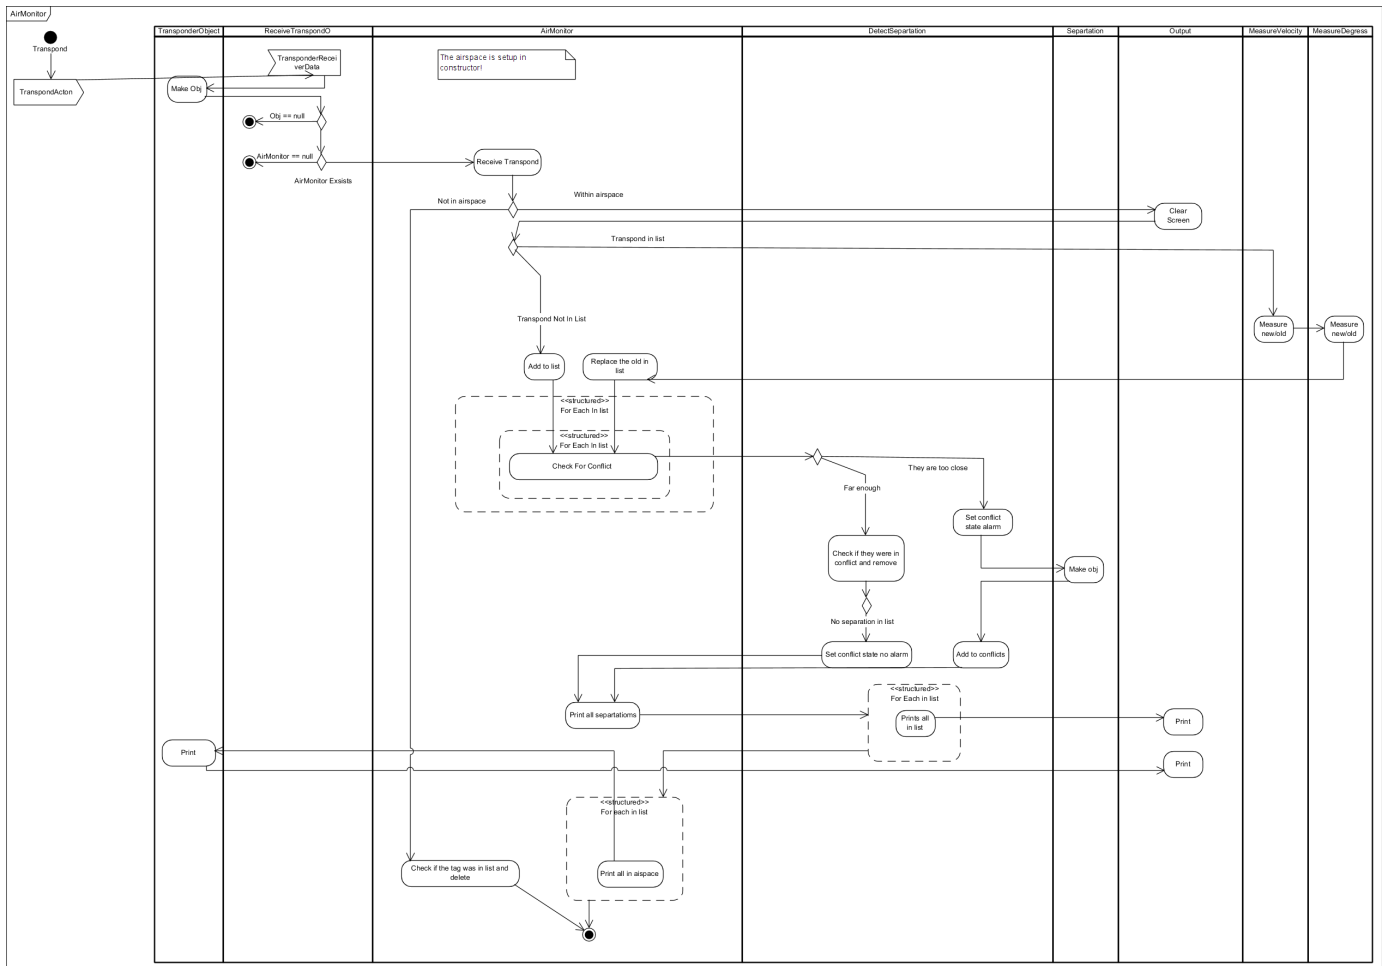 AirMonitor
TransponderObject
ReceiveTranspondO
AirMonitor
DetectSepartation
Separtation
Output
MeasureVelocity
MeasureDegress
Transpond
TranspondActon
TransponderRecei
verData
The airspace is setup in
constructor!
Make Obj
Obj == null
AirMonitor == null
AirMonitor Exsists
Receive Transpond
Not in airspace
Within airspace
Clear
Screen
Transpond in list
Transpond Not In List
Measure
new/old
Measure
new/old
Add to list
Replace the old in
list
<<structured>>
For Each In list
<<structured>>
For Each In list
Check For Conflict
They are too close
Far enough
Set conflict
state alarm
Check if they were in
conflict and remove
Make obj
No separation in list
Set conflict state no alarm
Add to conflicts
<<structured>>
For Each in list
Print all separtatioms
Prints all
in list
Print
Print
Print
<<structured>>
For each in list
Check if the tag was in list and
delete
Print all in aispace